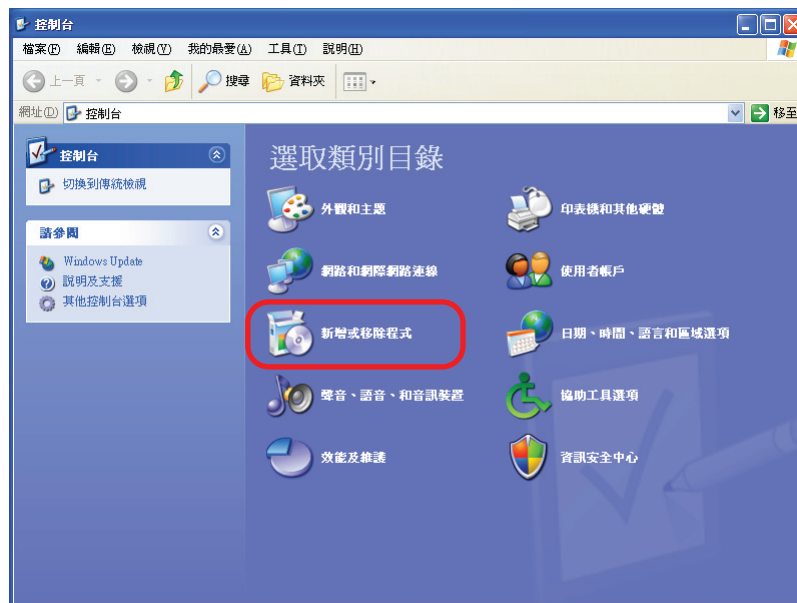 控制台
檔案(F) 編輯(E) 檢視(V) 我的最愛(A) 工具(T) 說明(H)
上一頁 搜尋 資料夾
網址(D) 控制台 移至
控制台
切換到傳統檢視
請參閱
Windows Update
說明及支援
其他控制台選項
選取類別目錄
外觀和主題
印表機和其他硬體
網路和網際網路連線
使用者帳戶
新增或移除程式
日期、時間、語言和區域選項
聲音、語音、和音訊裝置
協助工具選項
效能及維護
資訊安全中心